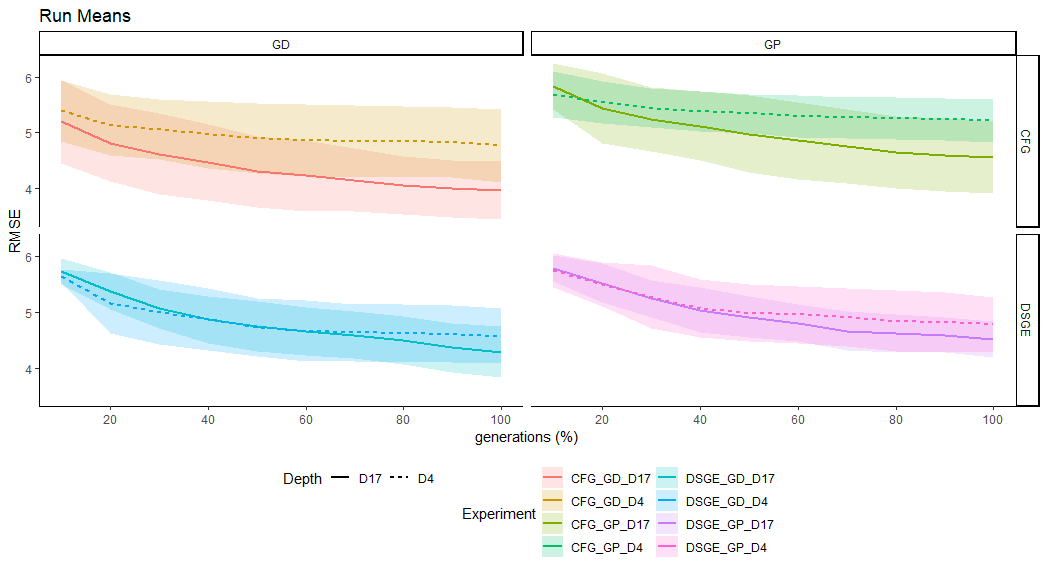 Run Means
GD
GP
6
5
4
CFG
RMSE
6
5
4
DSGE
20 40 60 80 100 20 40 60 80 100
generations (%)
Depth D17 D4
Experiment
CFG_GD_D17 DSGE_GD_D17
CFG_GD_D4 DSGE_GD_D4
CFG_GP_D17 DSGE_GP_D17
CFG_GP_D4 DSGE_GP_D4